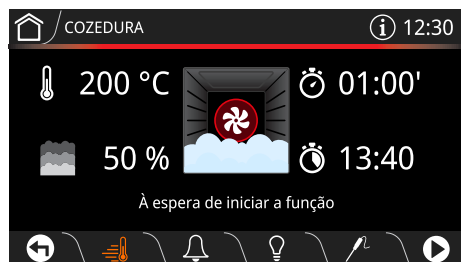 COZEDURA
i 12:30
200 °C
01:00'
50 %
13:40
À espera de iniciar a função